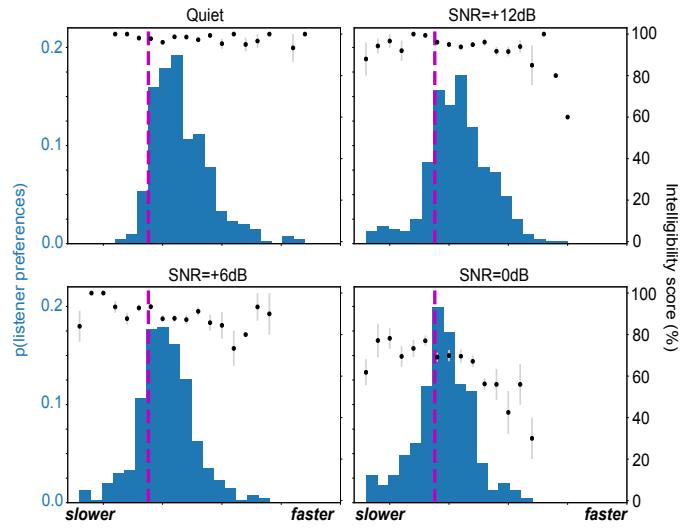 Quiet
SNR=+12dB
0.2
0.1
0.0
100
80
60
40
20
0
SNR=+6dB
SNR=0dB
0.2
0.1
0.0
100
80
60
40
20
0
slower
faster
slower
faster
p(listener preferences)
Intelligibility score (%)